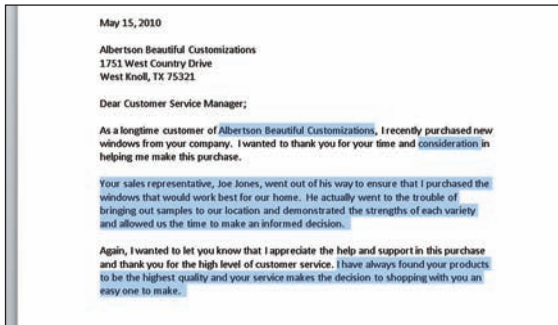 May 15, 2010
Albertson Beautiful Customizations
1751 West Country Drive
West Knoll, TX 75321
Dear Customer Service Manager;
As a longtime customer of Albertson Beautiful Customizations, I recently purchased new
windows from your company. I wanted to thank you for your time and consideration in
helping me make this purchase.
Your sales representative, Joe Jones, went out of his way to ensure that I purchased the
windows that would work best for our home. He actually went to the trouble of
bringing out samples to our location and demonstrated the strengths of each variety
and allowed us the time to make an informed decision.
Again, I wanted to let you know that I appreciate the help and support in this purchase
and thank you for the high level of customer service. I have always found your products
to be the highest quality and your service makes the decision to shopping with you an
easy one to make.